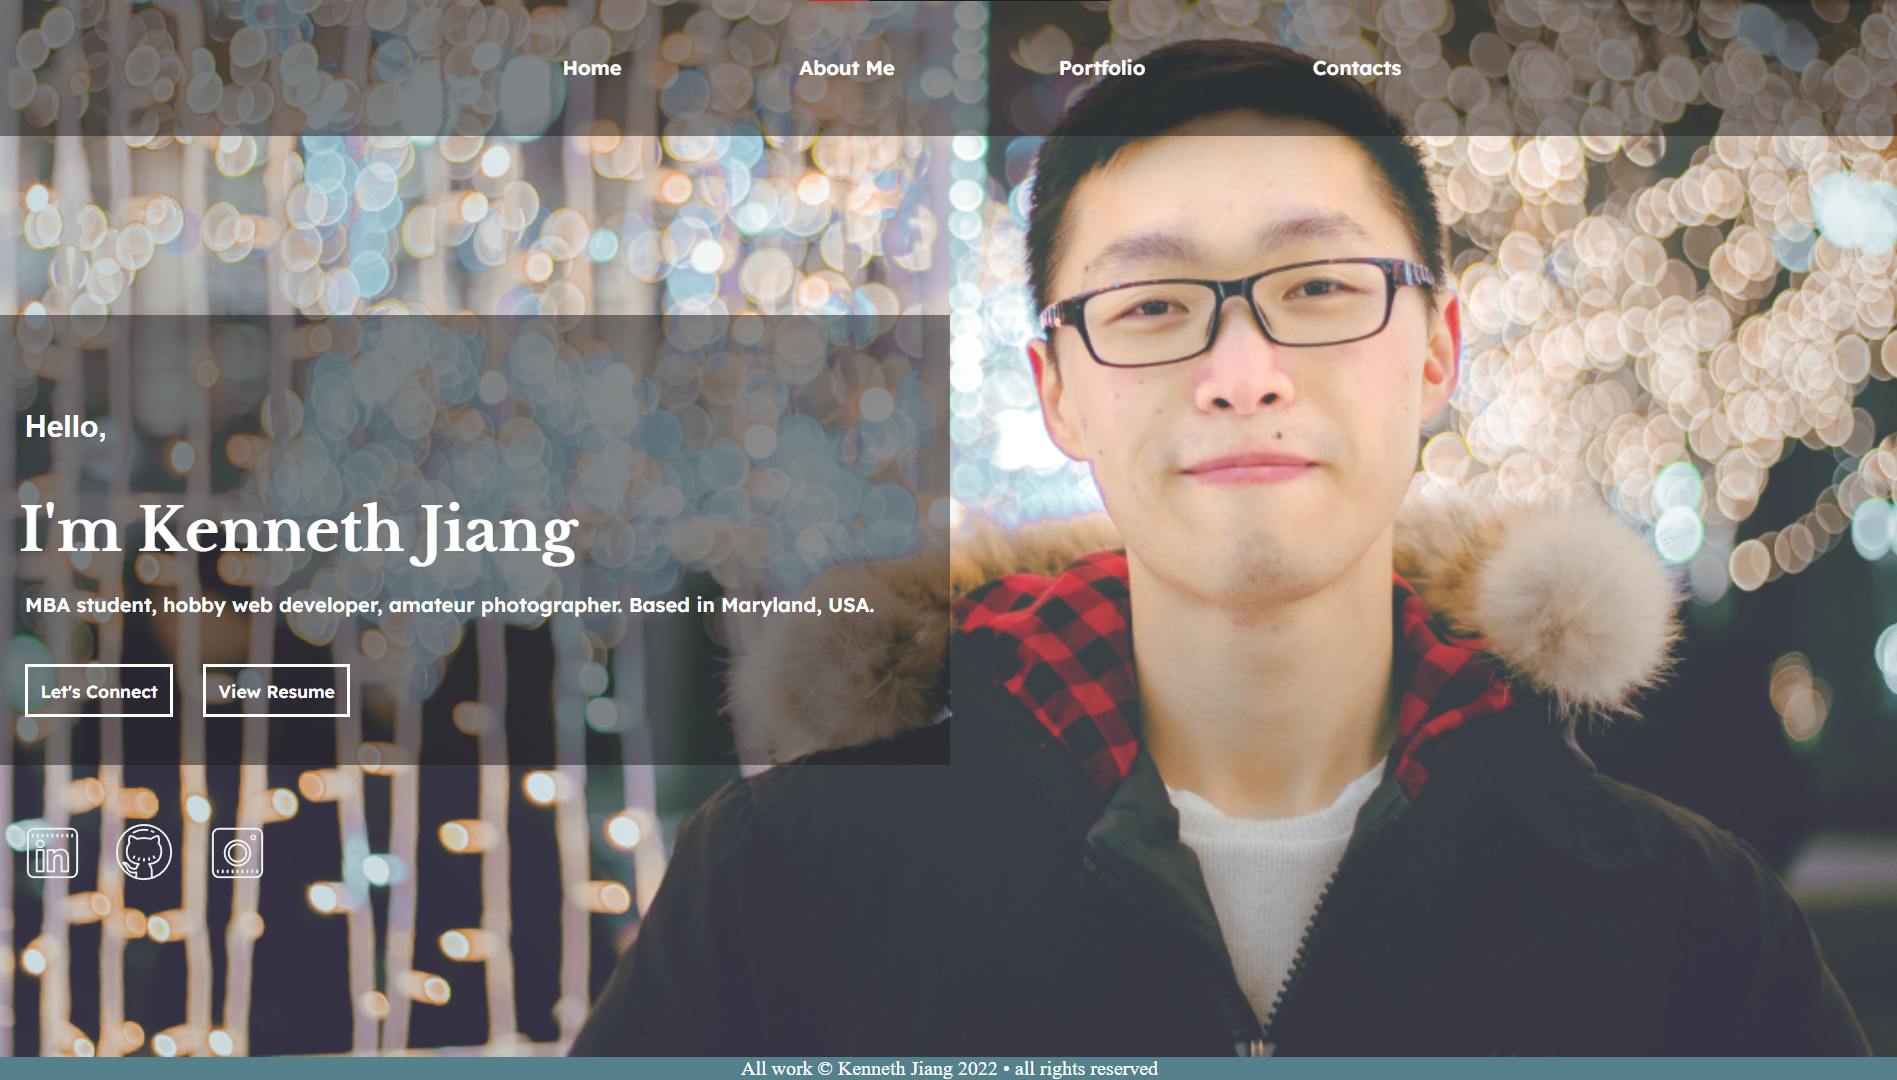 Home About Me Portfolio Contacts
Hello,
I'm Kenneth Jiang
MBA student, hobby web developer, amateur photographer. Based in Maryland, USA.
Let's Connect View Resume
in
All work © Kenneth Jiang 2022 • all rights reserved